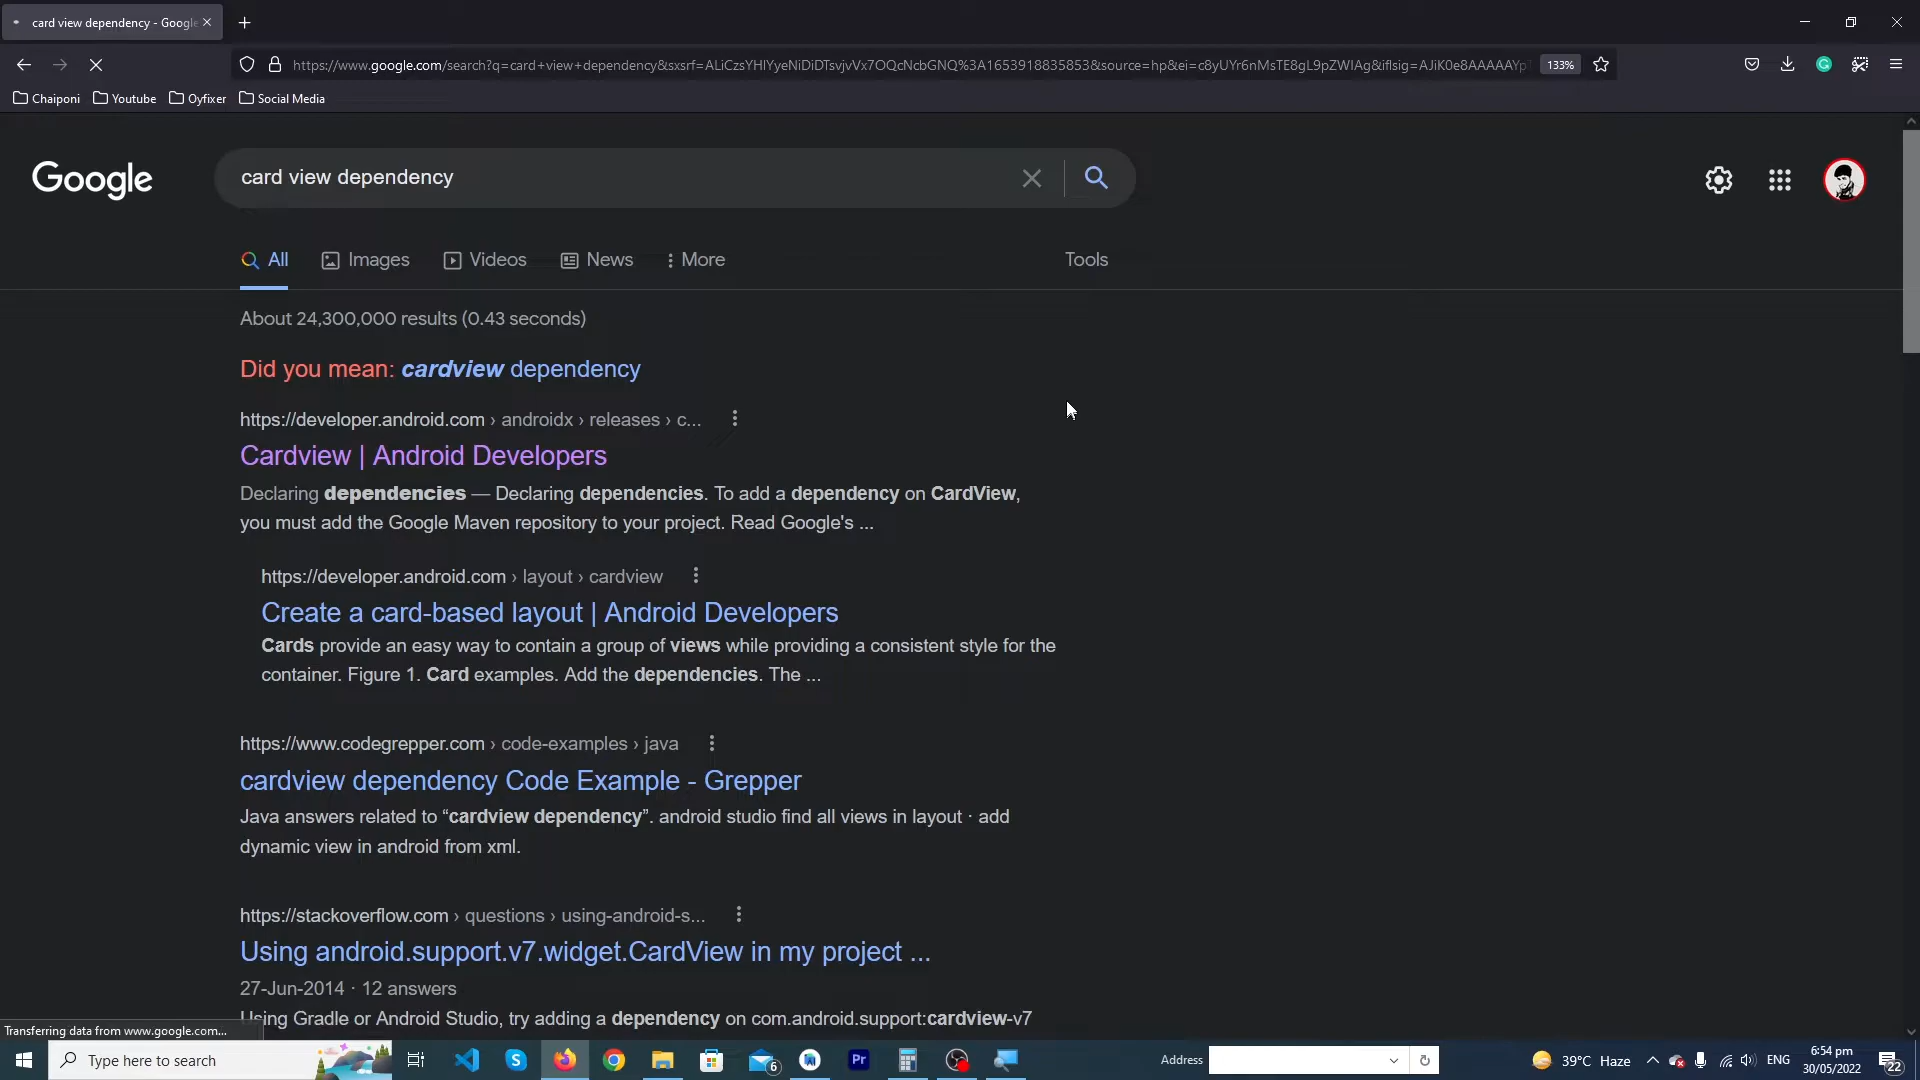 card view dependency - Google
https://www.google.com/search?q=card+view+dependency&sxsrf=ALiCzsYHlYyeNiDiDTsvjvVx7OQcNcbGNQ%3A1653918835853&source=hp&ei=c8yUYr6nMsTE8gL9pZWIAg&iflsig=AJiK0e8AAAAAYp
133%
Chaiponi Youtube Oyfixer Social Media
Google
card view dependency
All Images Videos News More Tools
About 24,300,000 results (0.43 seconds)
Did you mean: cardview dependency
https://developer.android.com › androidx › releases › c...
Cardview | Android Developers
Declaring dependencies — Declaring dependencies. To add a dependency on CardView,
you must add the Google Maven repository to your project. Read Google's ...
https://developer.android.com › layout › cardview
Create a card-based layout | Android Developers
Cards provide an easy way to contain a group of views while providing a consistent style for the
container. Figure 1. Card examples. Add the dependencies. The ...
https://www.codegrepper.com › code-examples › java
cardview dependency Code Example - Grepper
Java answers related to “cardview dependency”. android studio find all views in layout · add
dynamic view in android from xml.
https://stackoverflow.com › questions › using-android-s...
Using android.support.v7.widget.CardView in my project ...
27-Jun-2014 · 12 answers
Using Gradle or Android Studio, try adding a dependency on com.android.support:cardview-v7
Transferring data from www.google.com...
Type here to search
6
Pr
Address
39°C Haze
ENG
6:54 pm
30/05/2022
22